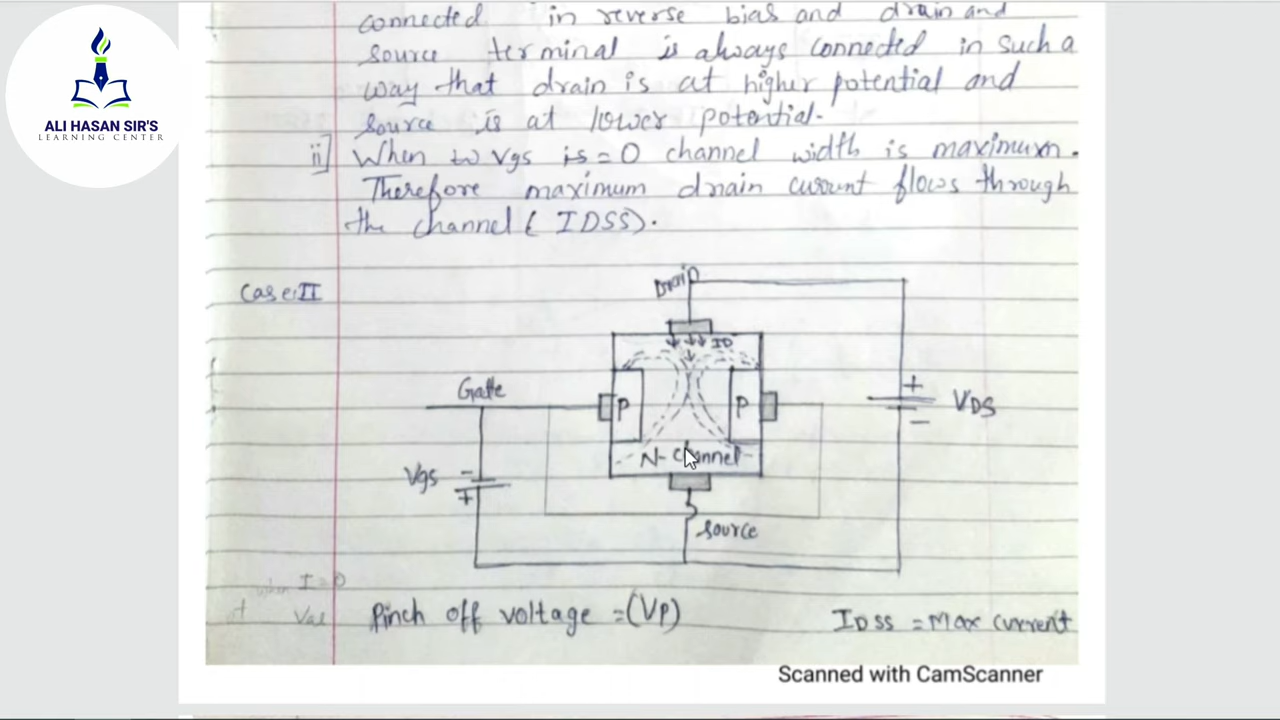 connected in reverse bias and drain and
source terminal is always connected in such a
way that drain is at higher potential and
source is at lower potential.
ALI HASAN SIR'S
LEARNING CENTER
ii] When Vgs is = 0 channel width is maximum.
Therefore maximum drain current flows through
the channel ( IDSS).
Case:II
Drain
ID
Gate
P
P
+
VDS
−
N-Channel
Vgs
-
+
Source
when I=0
Pinch off voltage =(VP)
IDSS =Max current
Scanned with CamScanner